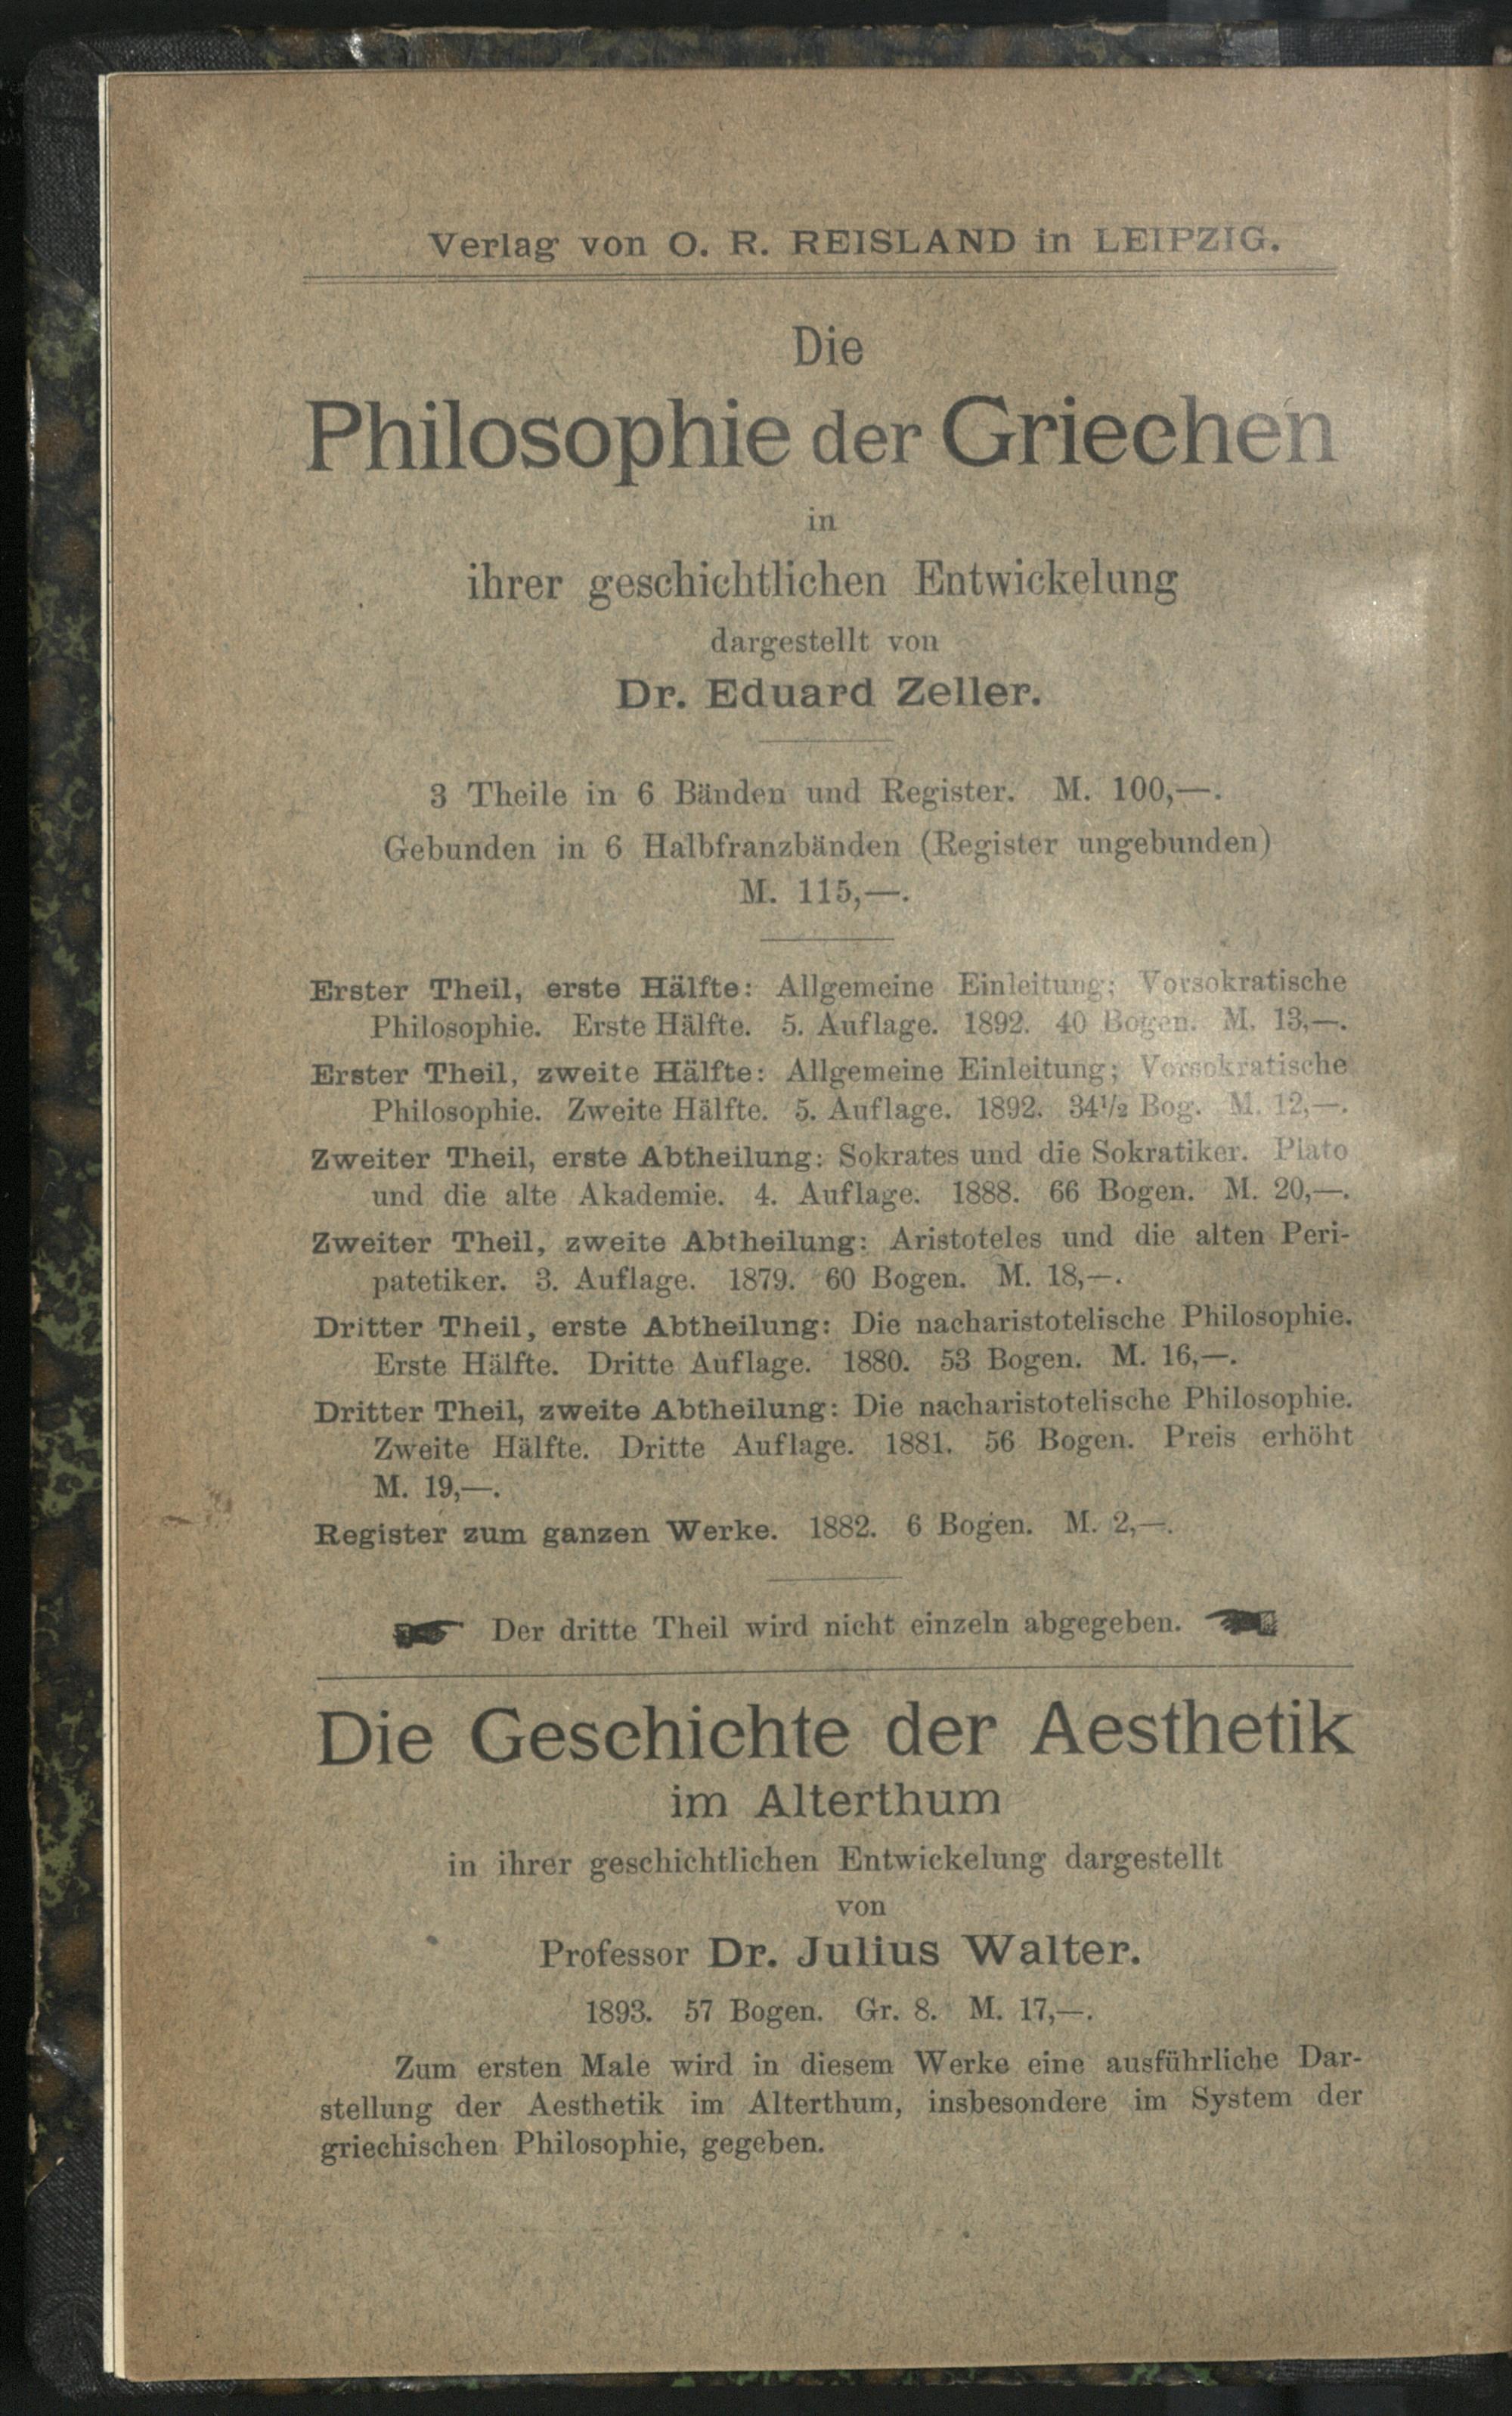 Verlag von O. R. REISLAND in LEIPZIG.
Die
Philosophie der Griechen
in
ihrer geschichtlichen Entwickelung
dargestellt von
Dr. Eduard Zeller.
3 Theile in 6 Bänden und Register. M. 100,—.
Gebunden in 6 Halbfranzbänden (Register ungebunden)
M. 115,—.
Erster Theil, erste Hälfte: Allgemeine Einleitung; Vorsokratische
Philosophie. Erste Hälfte. 5. Auflage. 1892. 40 Bogen. M. 13,—.
Erster Theil, zweite Hälfte: Allgemeine Einleitung; Vorsokratische
Philosophie. Zweite Hälfte. 5. Auflage. 1892. 34½ Bog. M. 12,—.
Zweiter Theil, erste Abtheilung: Sokrates und die Sokratiker. Plato
und die alte Akademie. 4. Auflage. 1888. 66 Bogen. M. 20,—.
Zweiter Theil, zweite Abtheilung: Aristoteles und die alten Peri-
patetiker. 3. Auflage. 1879. 60 Bogen. M. 18,—.
Dritter Theil, erste Abtheilung: Die nacharistotelische Philosophie.
Erste Hälfte. Dritte Auflage. 1880. 53 Bogen. M. 16,—.
Dritter Theil, zweite Abtheilung: Die nacharistotelische Philosophie.
Zweite Hälfte. Dritte Auflage. 1881. 56 Bogen. Preis erhöht
M. 19,—.
Register zum ganzen Werke. 1882. 6 Bogen. M. 2,—.
Der dritte Theil wird nicht einzeln abgegeben.
Die Geschichte der Aesthetik
im Alterthum
in ihrer geschichtlichen Entwickelung dargestellt
von
Professor Dr. Julius Walter.
1893. 57 Bogen. Gr. 8. M. 17,—.
Zum ersten Male wird in diesem Werke eine ausführliche Dar-
stellung der Aesthetik im Alterthum, insbesondere im System der
griechischen Philosophie, gegeben.